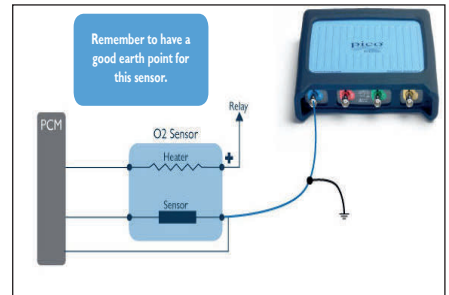 Remember to have a
good earth point for
this sensor.
pico
Relay
PCM
O2 Sensor
Heater
+
Sensor